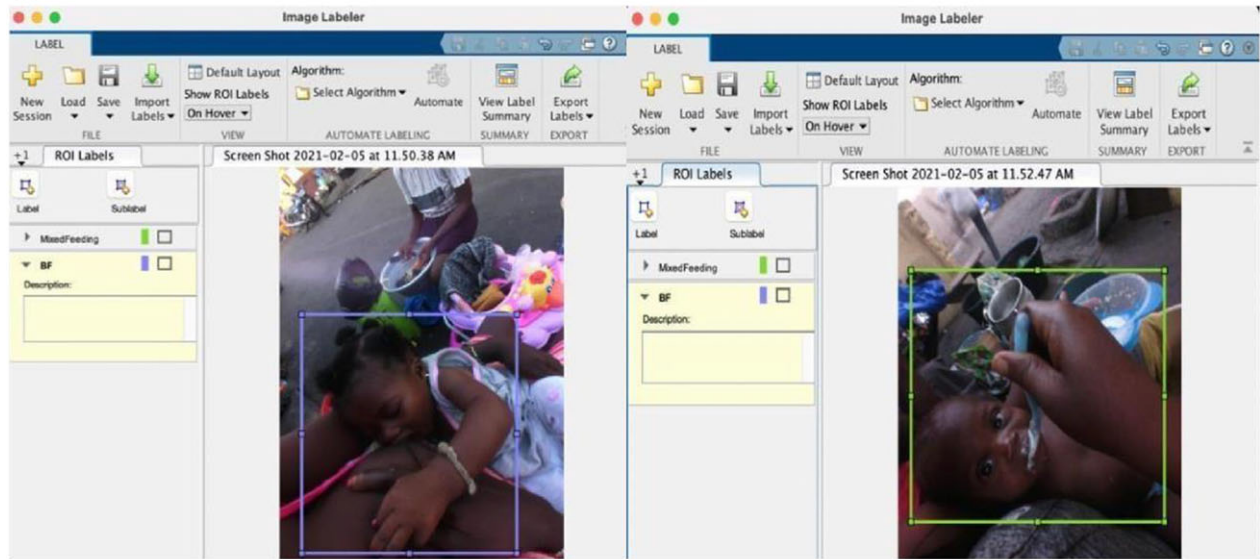 Image Labeler
LABEL
New Session
Load
Save
Import Labels
Default Layout
Show ROI Labels
On Hover
Algorithm:
Select Algorithm
Automate
View Label Summary
Export Labels
FILE
VIEW
AUTOMATE LABELING
SUMMARY
EXPORT
+1
ROI Labels
Screen Shot 2021-02-05 at 11.50.38 AM
Label
Sublabel
MixedFeeding
BF
Description:
Image Labeler
LABEL
New Session
Load
Save
Import Labels
Default Layout
Show ROI Labels
On Hover
Algorithm:
Select Algorithm
Automate
View Label Summary
Export Labels
FILE
VIEW
AUTOMATE LABELING
SUMMARY
EXPORT
+1
ROI Labels
Screen Shot 2021-02-05 at 11.52.47 AM
Label
Sublabel
MixedFeeding
BF
Description: